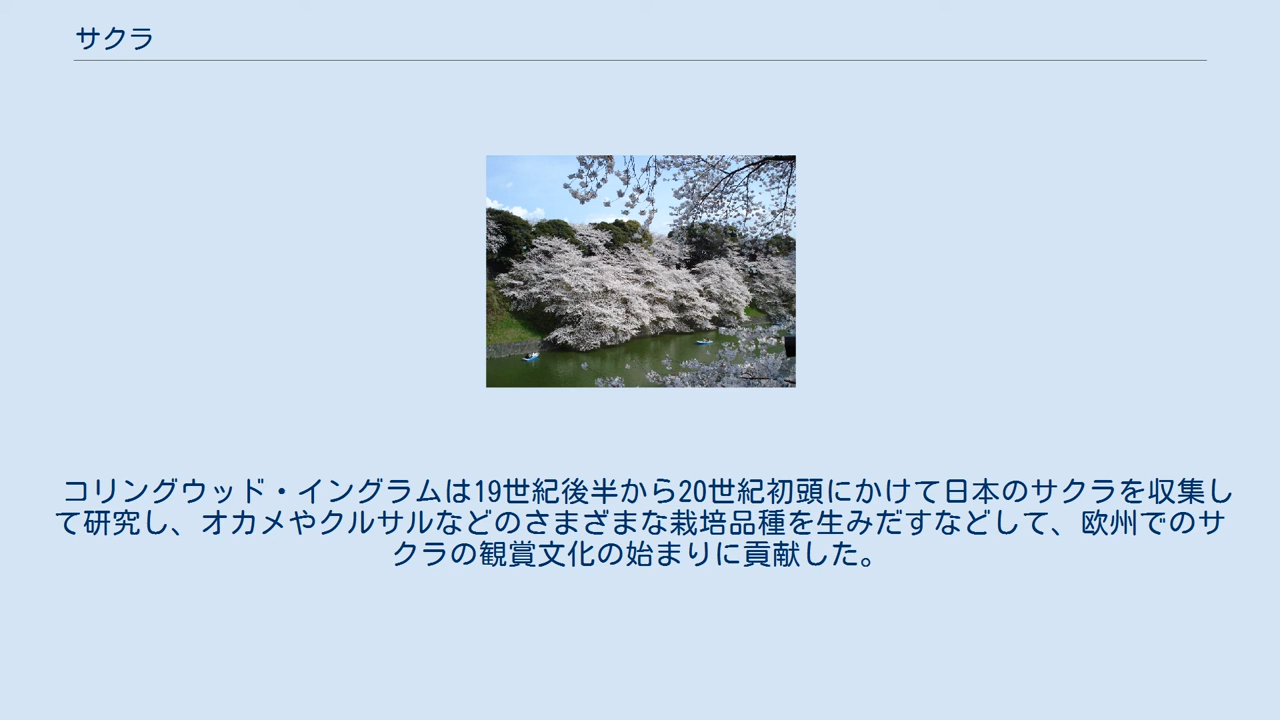 サクラ
コリングウッド・イングラムは19世紀後半から20世紀初頭にかけて日本のサクラを収集し
て研究し、オカメやクルサルなどのさまざまな栽培品種を生みだすなどして、欧州でのサ
クラの観賞文化の始まりに貢献した。